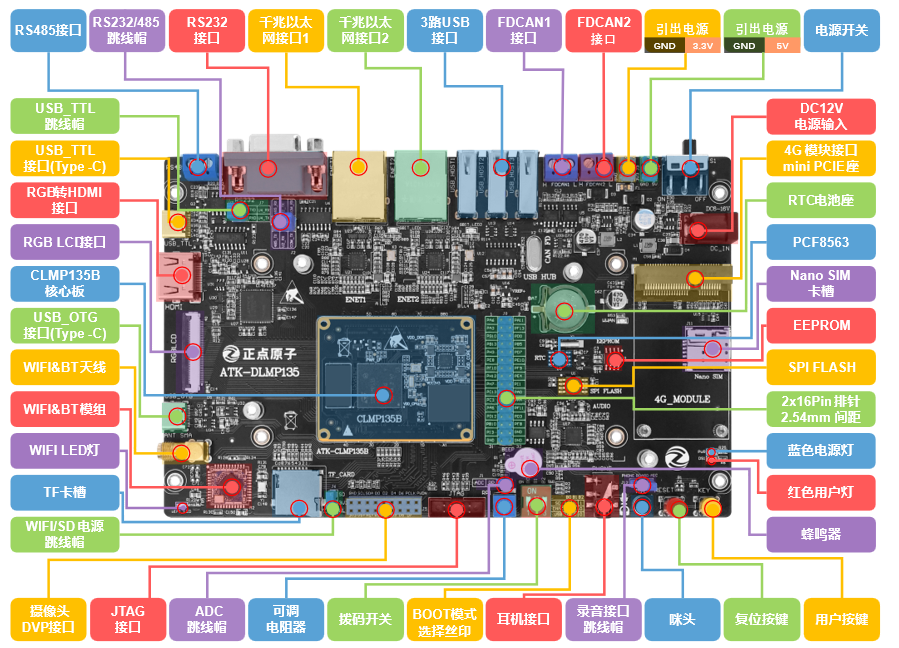 RS485接口
RS232/485
跳线帽
RS232
接口
千兆以太
网接口1
千兆以太
网接口2
3路USB
接口
FDCAN1
接口
FDCAN2
接口
引出电源
GND 3.3V
引出电源
GND 5V
电源开关
USB_TTL
跳线帽
USB_TTL
接口(Type -C)
RGB转HDMI
接口
RGB LCD接口
CLMP135B
核心板
USB_OTG
接口(Type -C)
WIFI&BT天线
WIFI&BT模组
WIFI LED灯
TF卡槽
WIFI/SD 电源
跳线帽
DC12V
电源输入
4G 模块接口
mini PCIE座
RTC电池座
PCF8563
Nano SIM
卡槽
EEPROM
SPI FLASH
2x16Pin 排针
2.54mm 间距
蓝色电源灯
红色用户灯
蜂鸣器
USB_TTL
HDMI
ENET1
ENET2
USB HUB
CAN FD
正点原子
ATK-DLMP135
CLMP135B
ATK-CLMP135B
RTC
EEPROM
SPI FLASH
AUDIO
Nano SIM
4G_MODULE
BEEP
TF_CARD
JTAG
ANT SMA
RESET
KEY
DC_IN
ON
摄像头
DVP接口
JTAG
接口
ADC
跳线帽
可调
电阻器
拨码开关
BOOT模式
选择丝印
耳机接口
录音接口
跳线帽
咪头
复位按键
用户按键